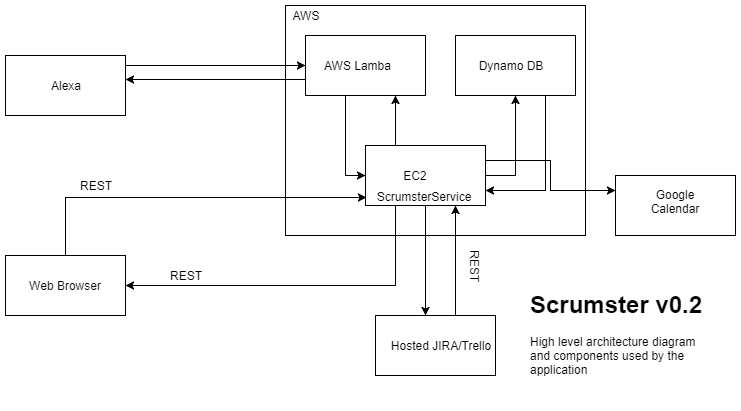 AWS
AWS Lamba
Dynamo DB
Alexa
EC2
ScrumsterService
REST
Google
Calendar
REST
Web Browser
REST
Hosted JIRA/Trello
Scrumster v0.2
High level architecture diagram
and components used by the
application